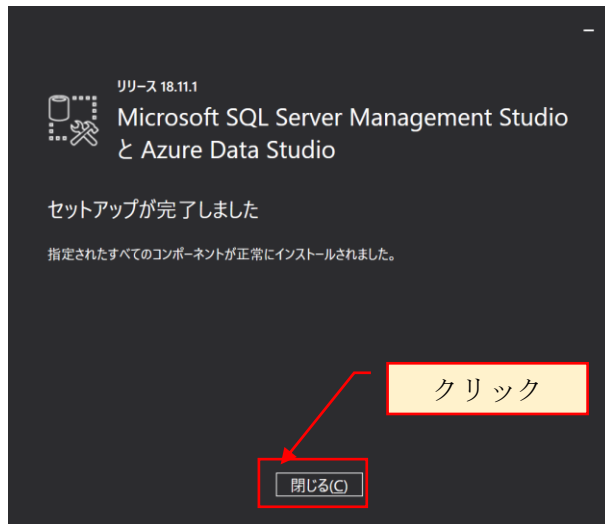 リリース 18.11.1
Microsoft SQL Server Management Studio
と Azure Data Studio
セットアップが完了しました
指定されたすべてのコンポーネントが正常にインストールされました。
クリック
閉じる(C)